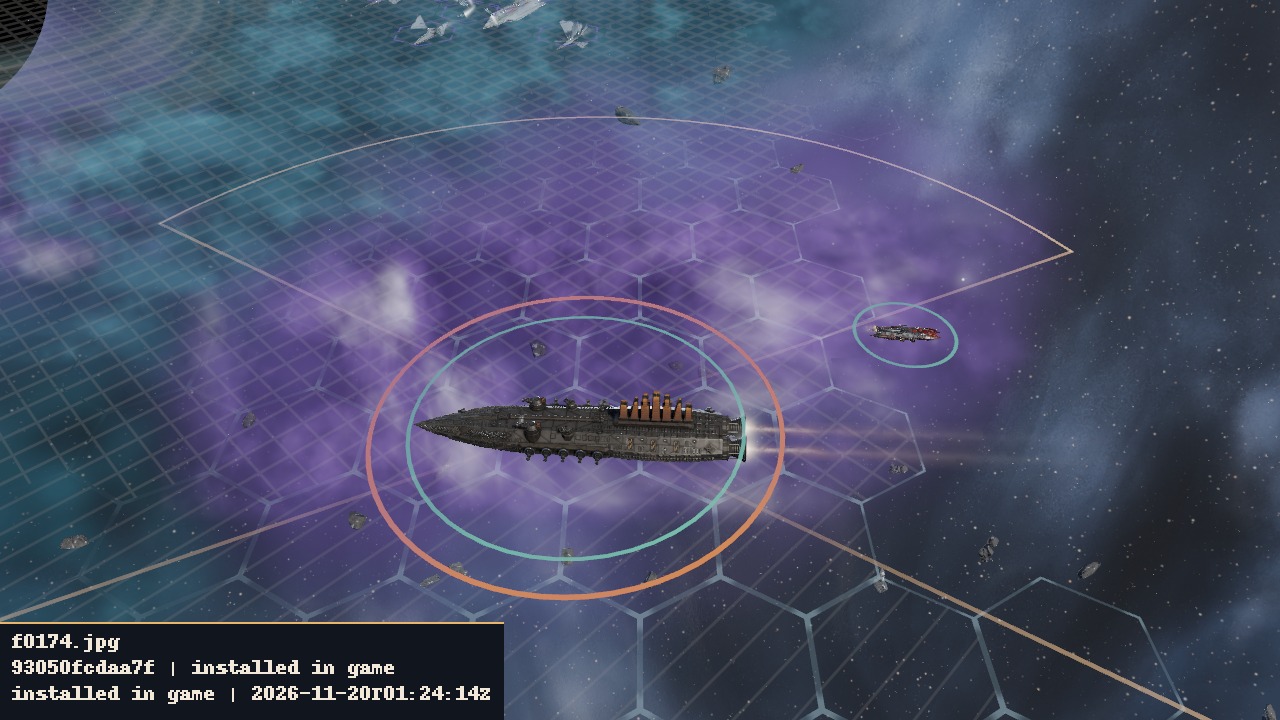 f0174.jpg
93050fcdaa7f | installed in game
installed in game | 2026-11-20T01:24:14Z